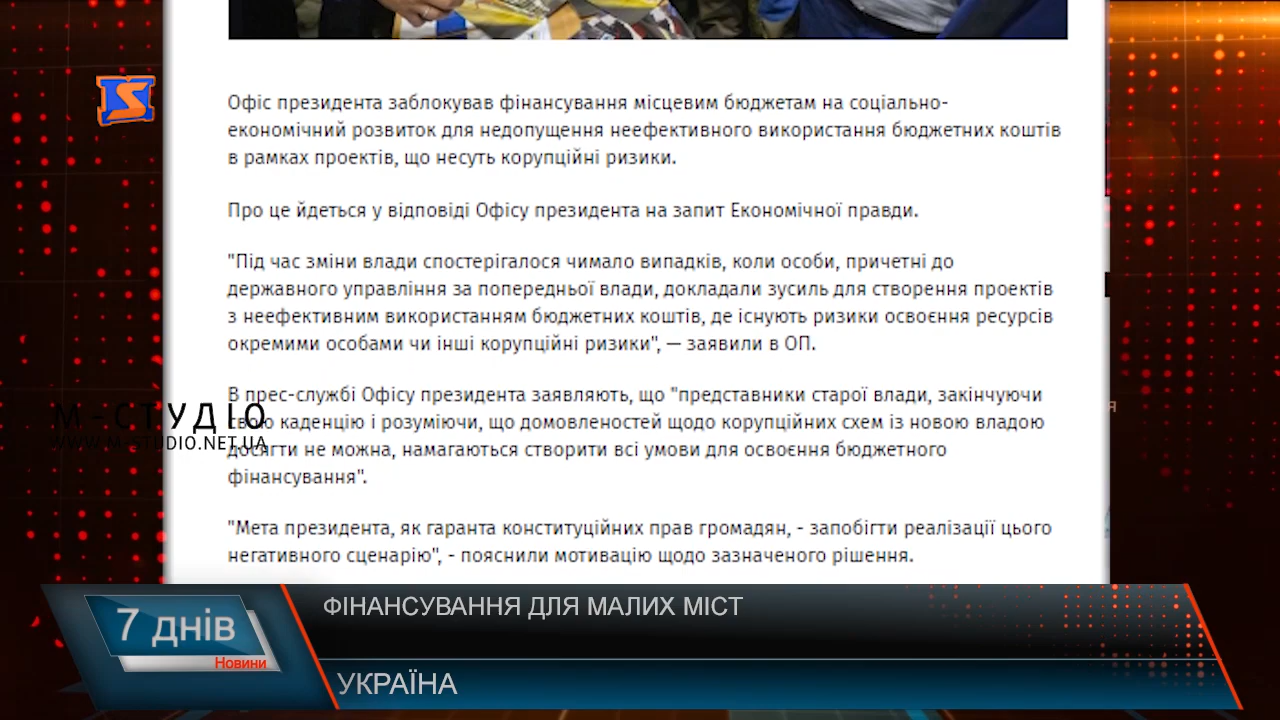 Офіс президента заблокував фінансування місцевим бюджетам на соціально-
економічний розвиток для недопущення неефективного використання бюджетних коштів
в рамках проектів, що несуть корупційні ризики.
Про це йдеться у відповіді Офісу президента на запит Економічної правди.
"Під час зміни влади спостерігалося чимало випадків, коли особи, причетні до
державного управління за попередньої влади, докладали зусиль для створення проектів
з неефективним використанням бюджетних коштів, де існують ризики освоєння ресурсів
окремими особами чи інші корупційні ризики", — заявили в ОП.
В прес-службі Офісу президента заявляють, що "представники старої влади, закінчуючи
свою каденцію і розуміючи, що домовленостей щодо корупційних схем із новою владою
досягти не можна, намагаються створити всі умови для освоєння бюджетного
фінансування".
"Мета президента, як гаранта конституційних прав громадян, - запобігти реалізації цього
негативного сценарію", - пояснили мотивацію щодо зазначеного рішення.
М-СТУДІО
WWW.M-STUDIO.NET.UA
я
7 днів
Новини
ФІНАНСУВАННЯ ДЛЯ МАЛИХ МІСТ
УКРАЇНА